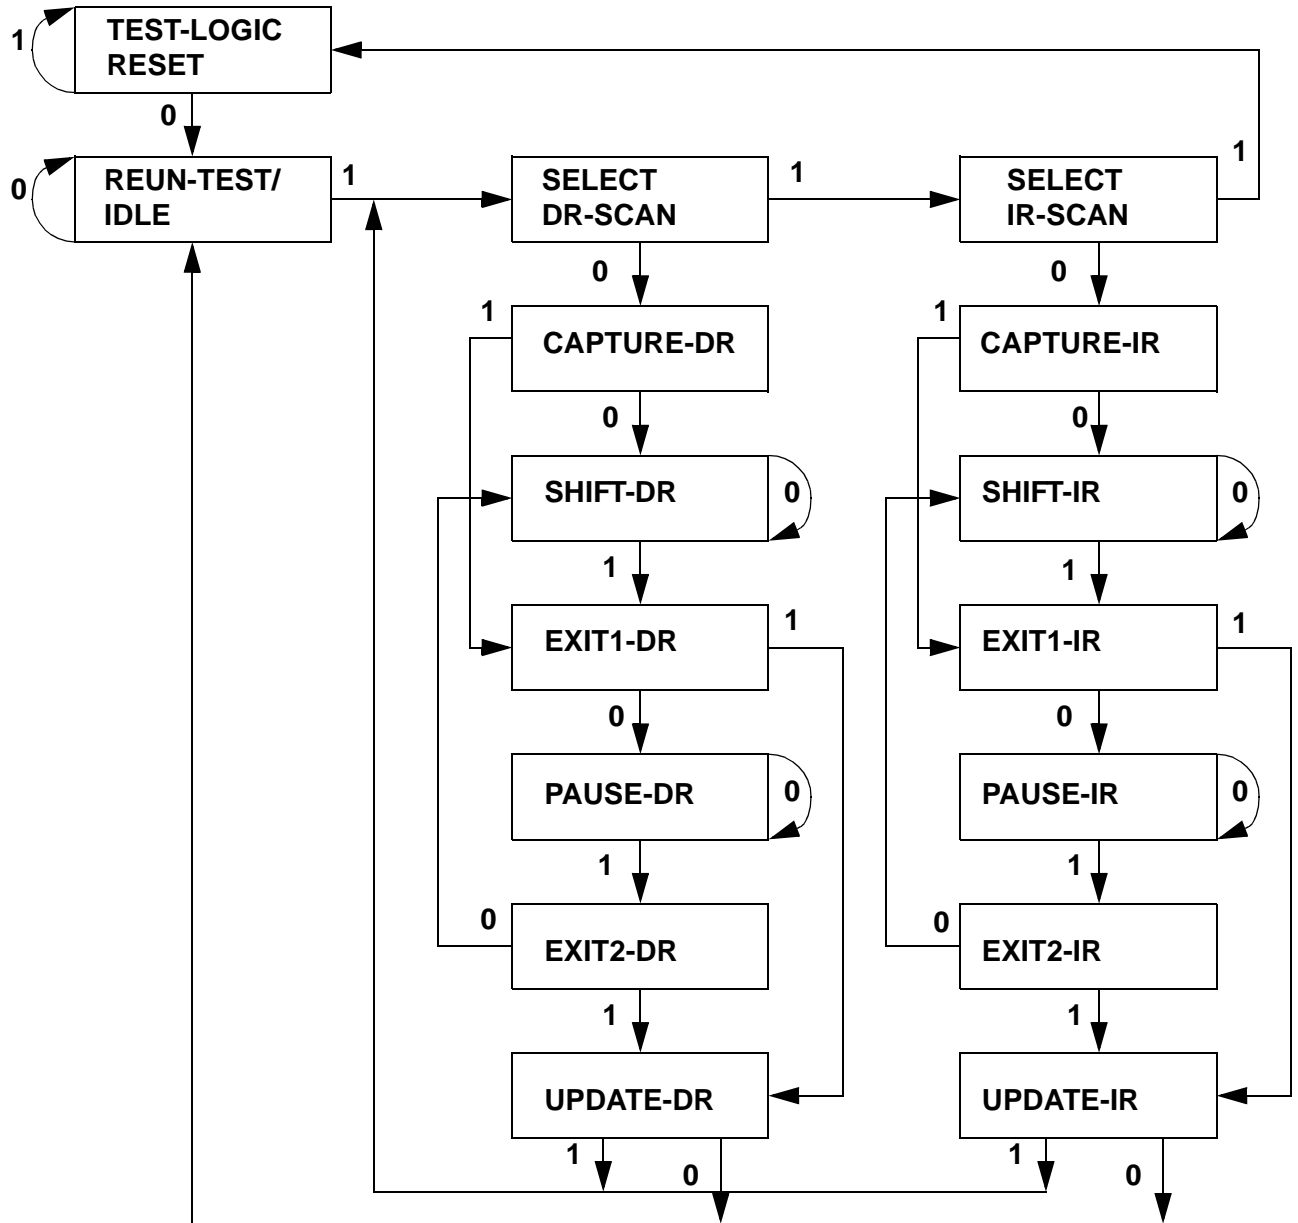 1
TEST-LOGIC
RESET
0
0
REUN-TEST/
IDLE
1
SELECT
DR-SCAN
1
SELECT
IR-SCAN
1
0
0
1
CAPTURE-DR
1
CAPTURE-IR
0
0
SHIFT-DR
0
SHIFT-IR
0
1
1
EXIT1-DR
1
EXIT1-IR
1
0
0
PAUSE-DR
0
PAUSE-IR
0
1
1
0
EXIT2-DR
0
EXIT2-IR
1
1
UPDATE-DR
UPDATE-IR
1
0
1
0